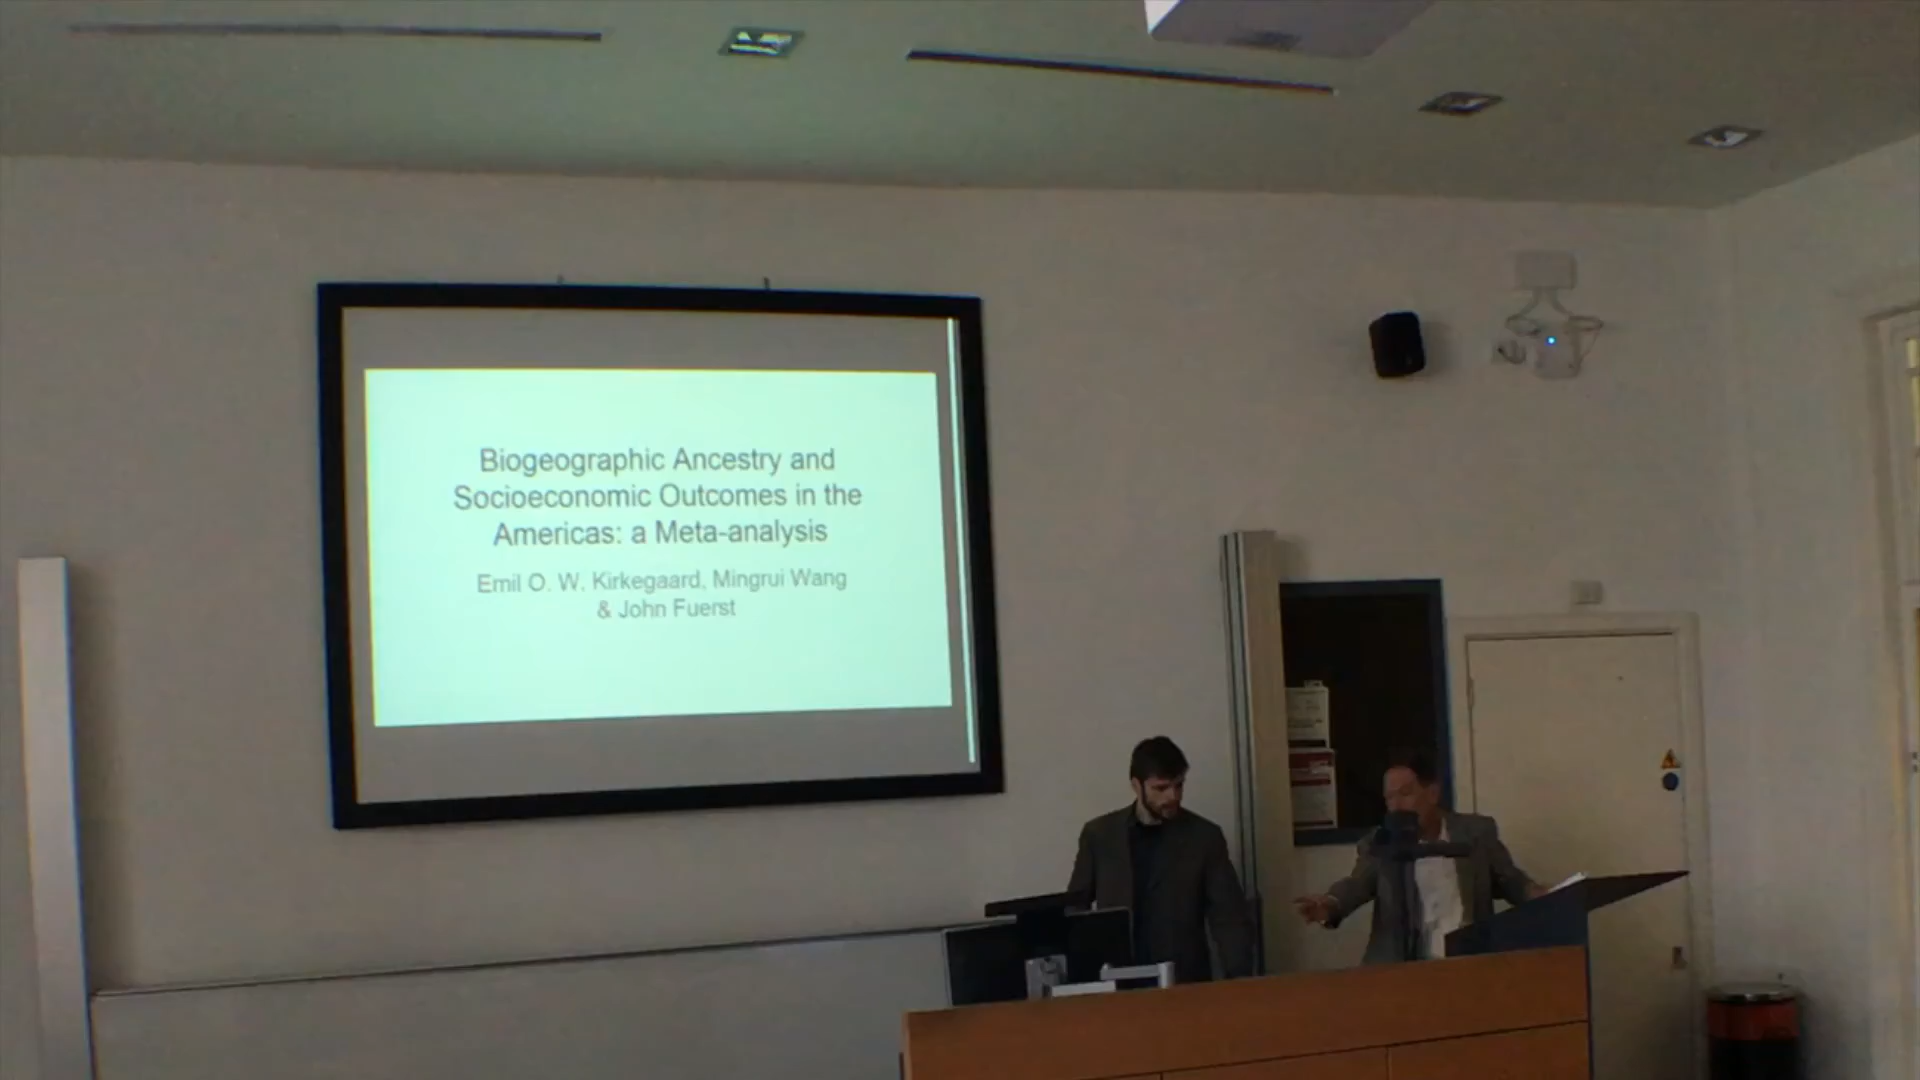 Biogeographic Ancestry and
Socioeconomic Outcomes in the
Americas: a Meta-analysis
Emil O. W. Kirkegaard, Mingrui Wang
& John Fuerst